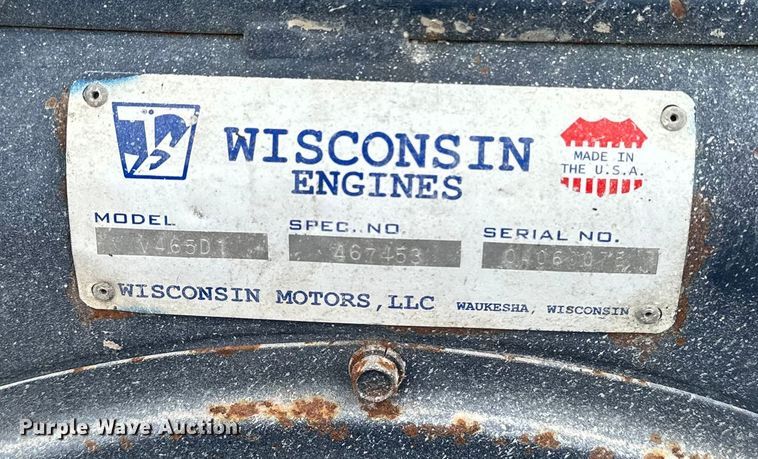 WISCONSIN
ENGINES
MADE IN
THE U.S.A.
MODEL SPEC. NO. SERIAL NO.
V465D1 467453
WISCONSIN MOTORS, LLC WAUKESHA, WISCONSIN
Purple Wave Auction